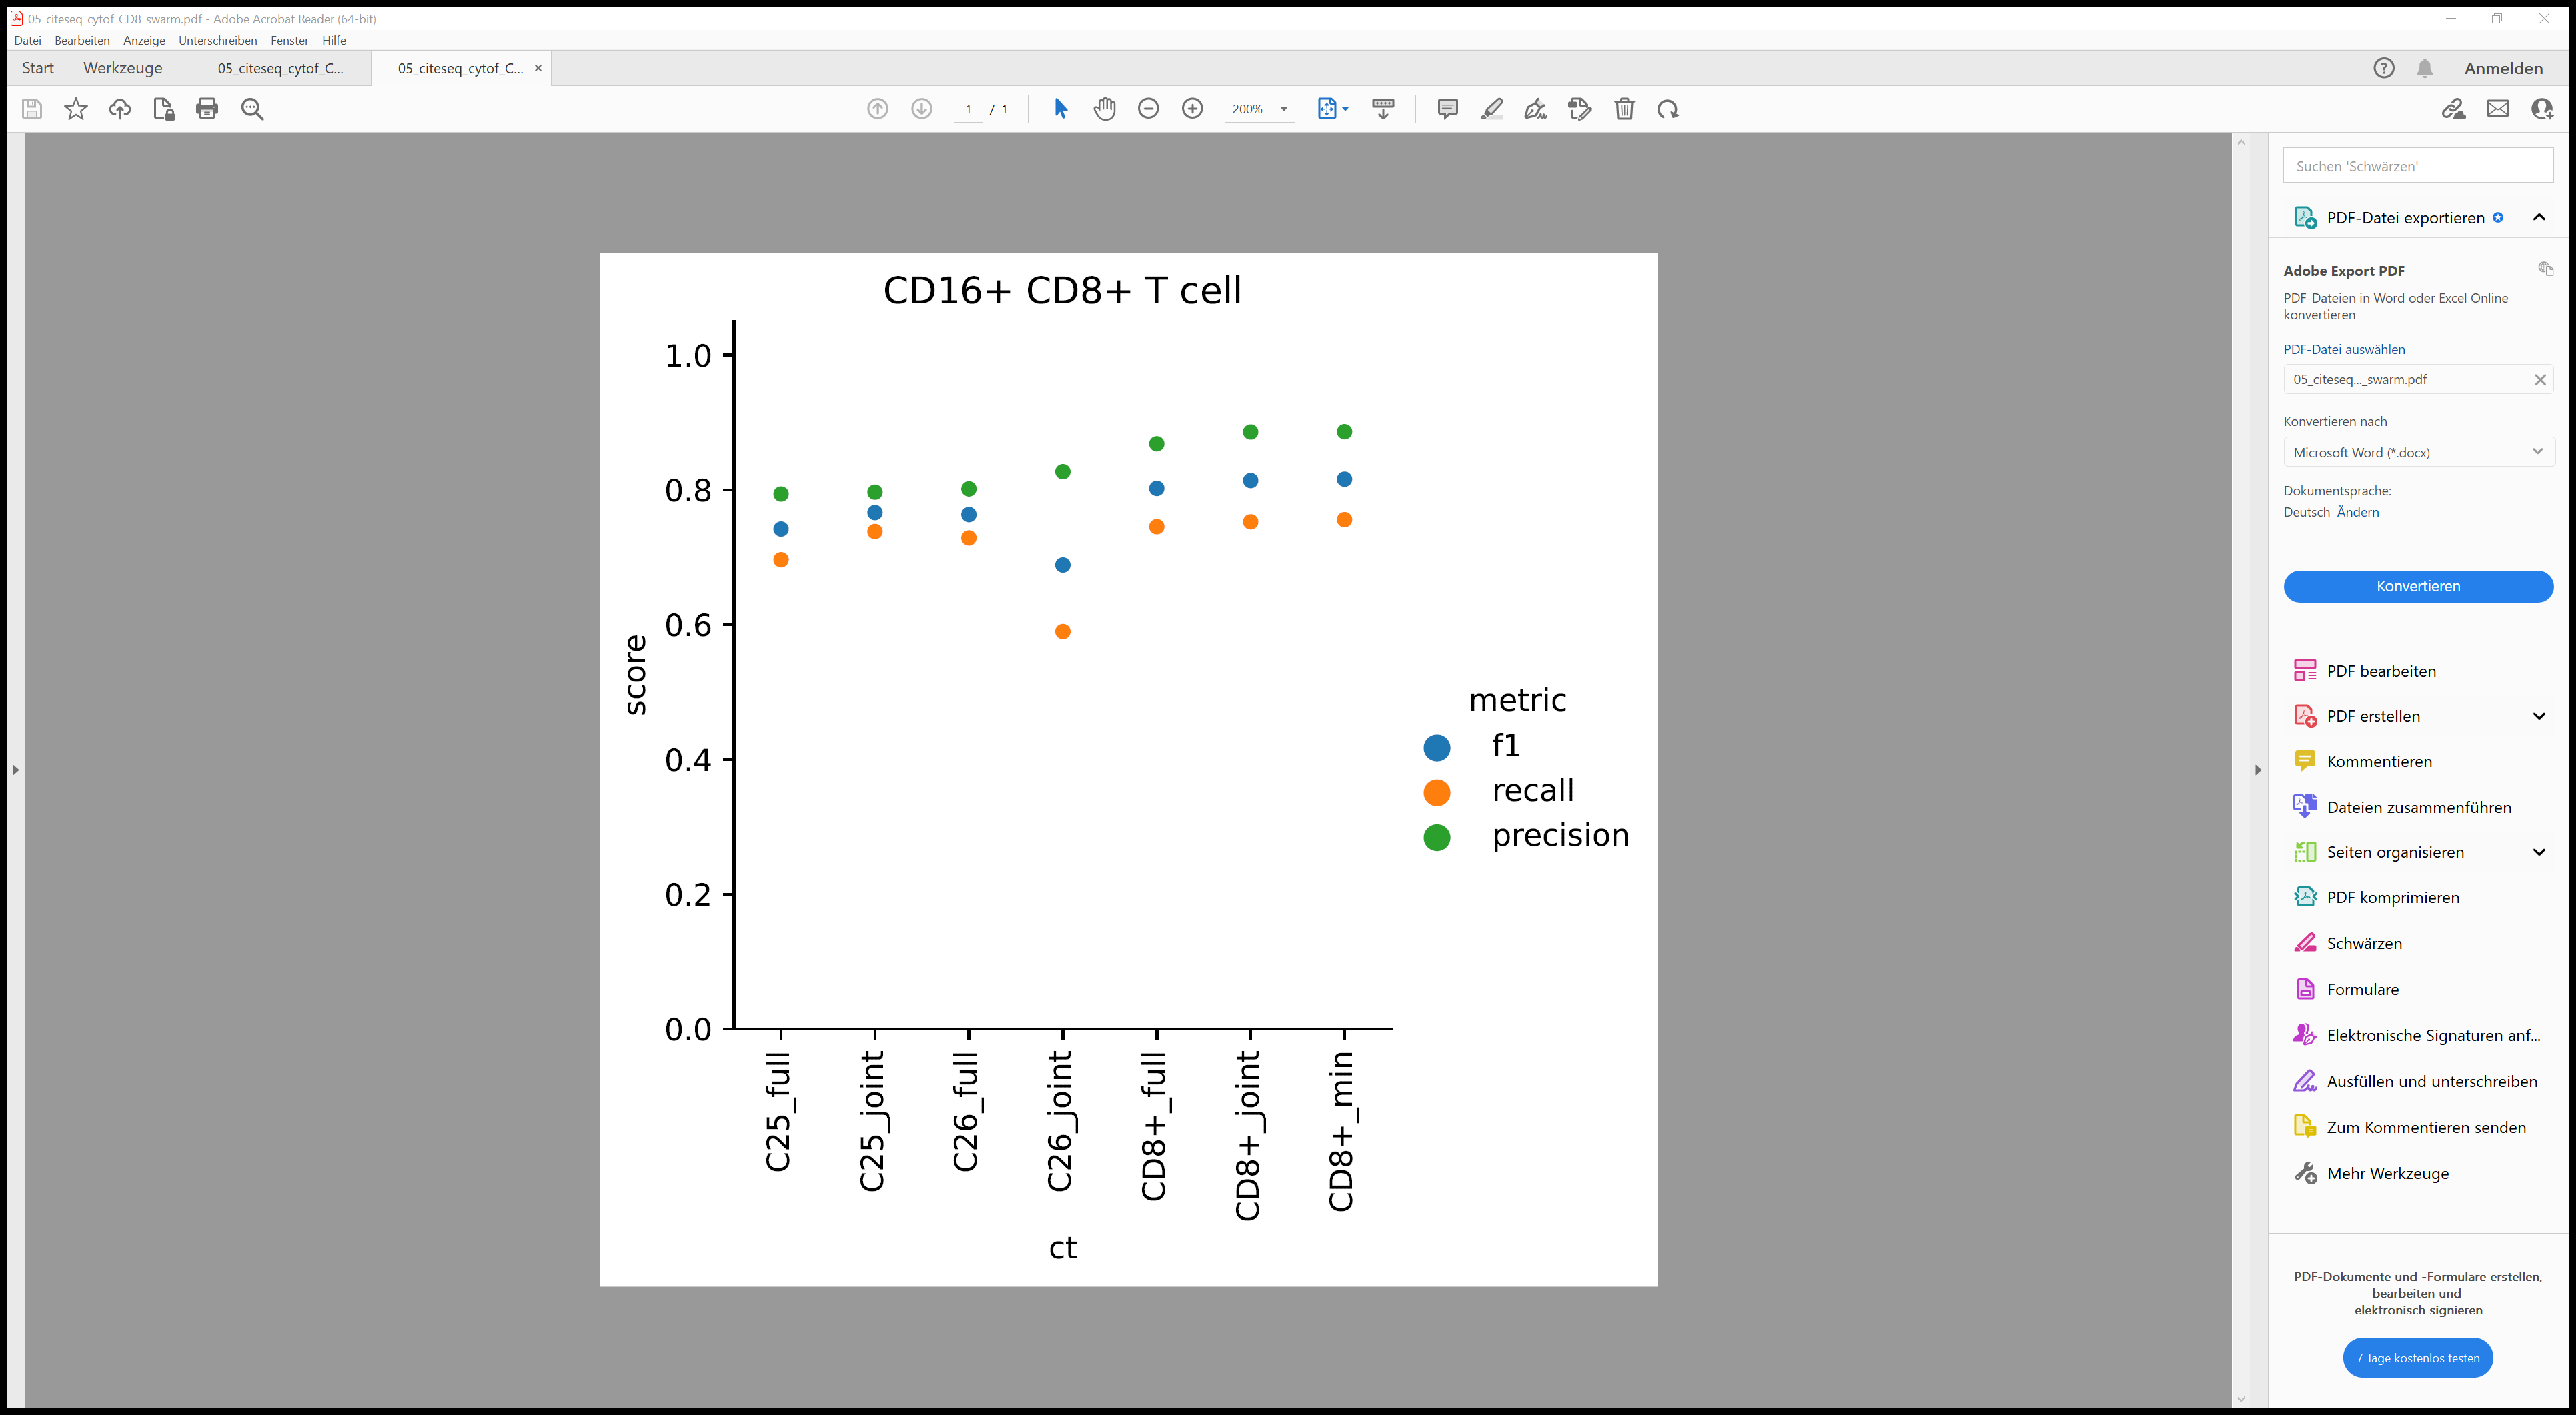 05_citeseq_cytof_CD8_swarm.pdf - Adobe Acrobat Reader (64-bit)
Datei Bearbeiten Anzeige Unterschreiben Fenster Hilfe
Start Werkzeuge 05_citeseq_cytof_C... 05_citeseq_cytof_C... × Anmelden
1 / 1 200%
Suchen 'Schwärzen'
PDF-Datei exportieren
Adobe Export PDF
PDF-Dateien in Word oder Excel Online
konvertieren
PDF-Datei auswählen
05_citeseq..._swarm.pdf
Konvertieren nach
Microsoft Word (*.docx)
Dokumentsprache:
Deutsch Ändern
Konvertieren
PDF bearbeiten
PDF erstellen
Kommentieren
Dateien zusammenführen
Seiten organisieren
PDF komprimieren
Schwärzen
Formulare
Elektronische Signaturen anf...
Ausfüllen und unterschreiben
Zum Kommentieren senden
Mehr Werkzeuge
PDF-Dokumente und -Formulare erstellen,
bearbeiten und
elektronisch signieren
7 Tage kostenlos testen
CD16+ CD8+ T cell
1.0
0.8
0.6
0.4
0.2
0.0
score
metric
f1
recall
precision
C25_full
C25_joint
C26_full
C26_joint
CD8+_full
CD8+_joint
CD8+_min
ct